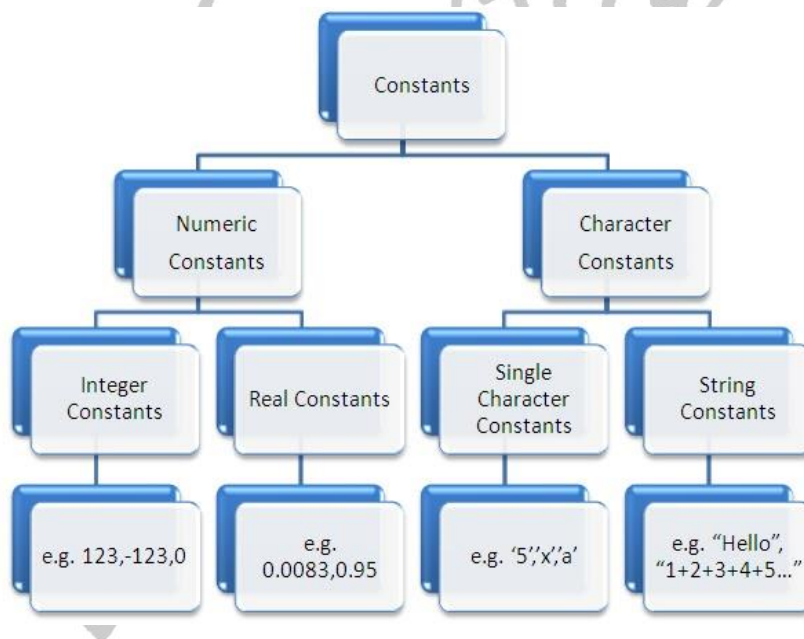 Constants
Numeric
Constants
Character
Constants
Integer
Constants
Real Constants
Single
Character
Constants
String
Constants
e.g. 123,-123,0
e.g.
0.0083,0.95
e.g. ‘5’,‘x’,‘a’
e.g. “Hello”,
“1+2+3+4+5...”